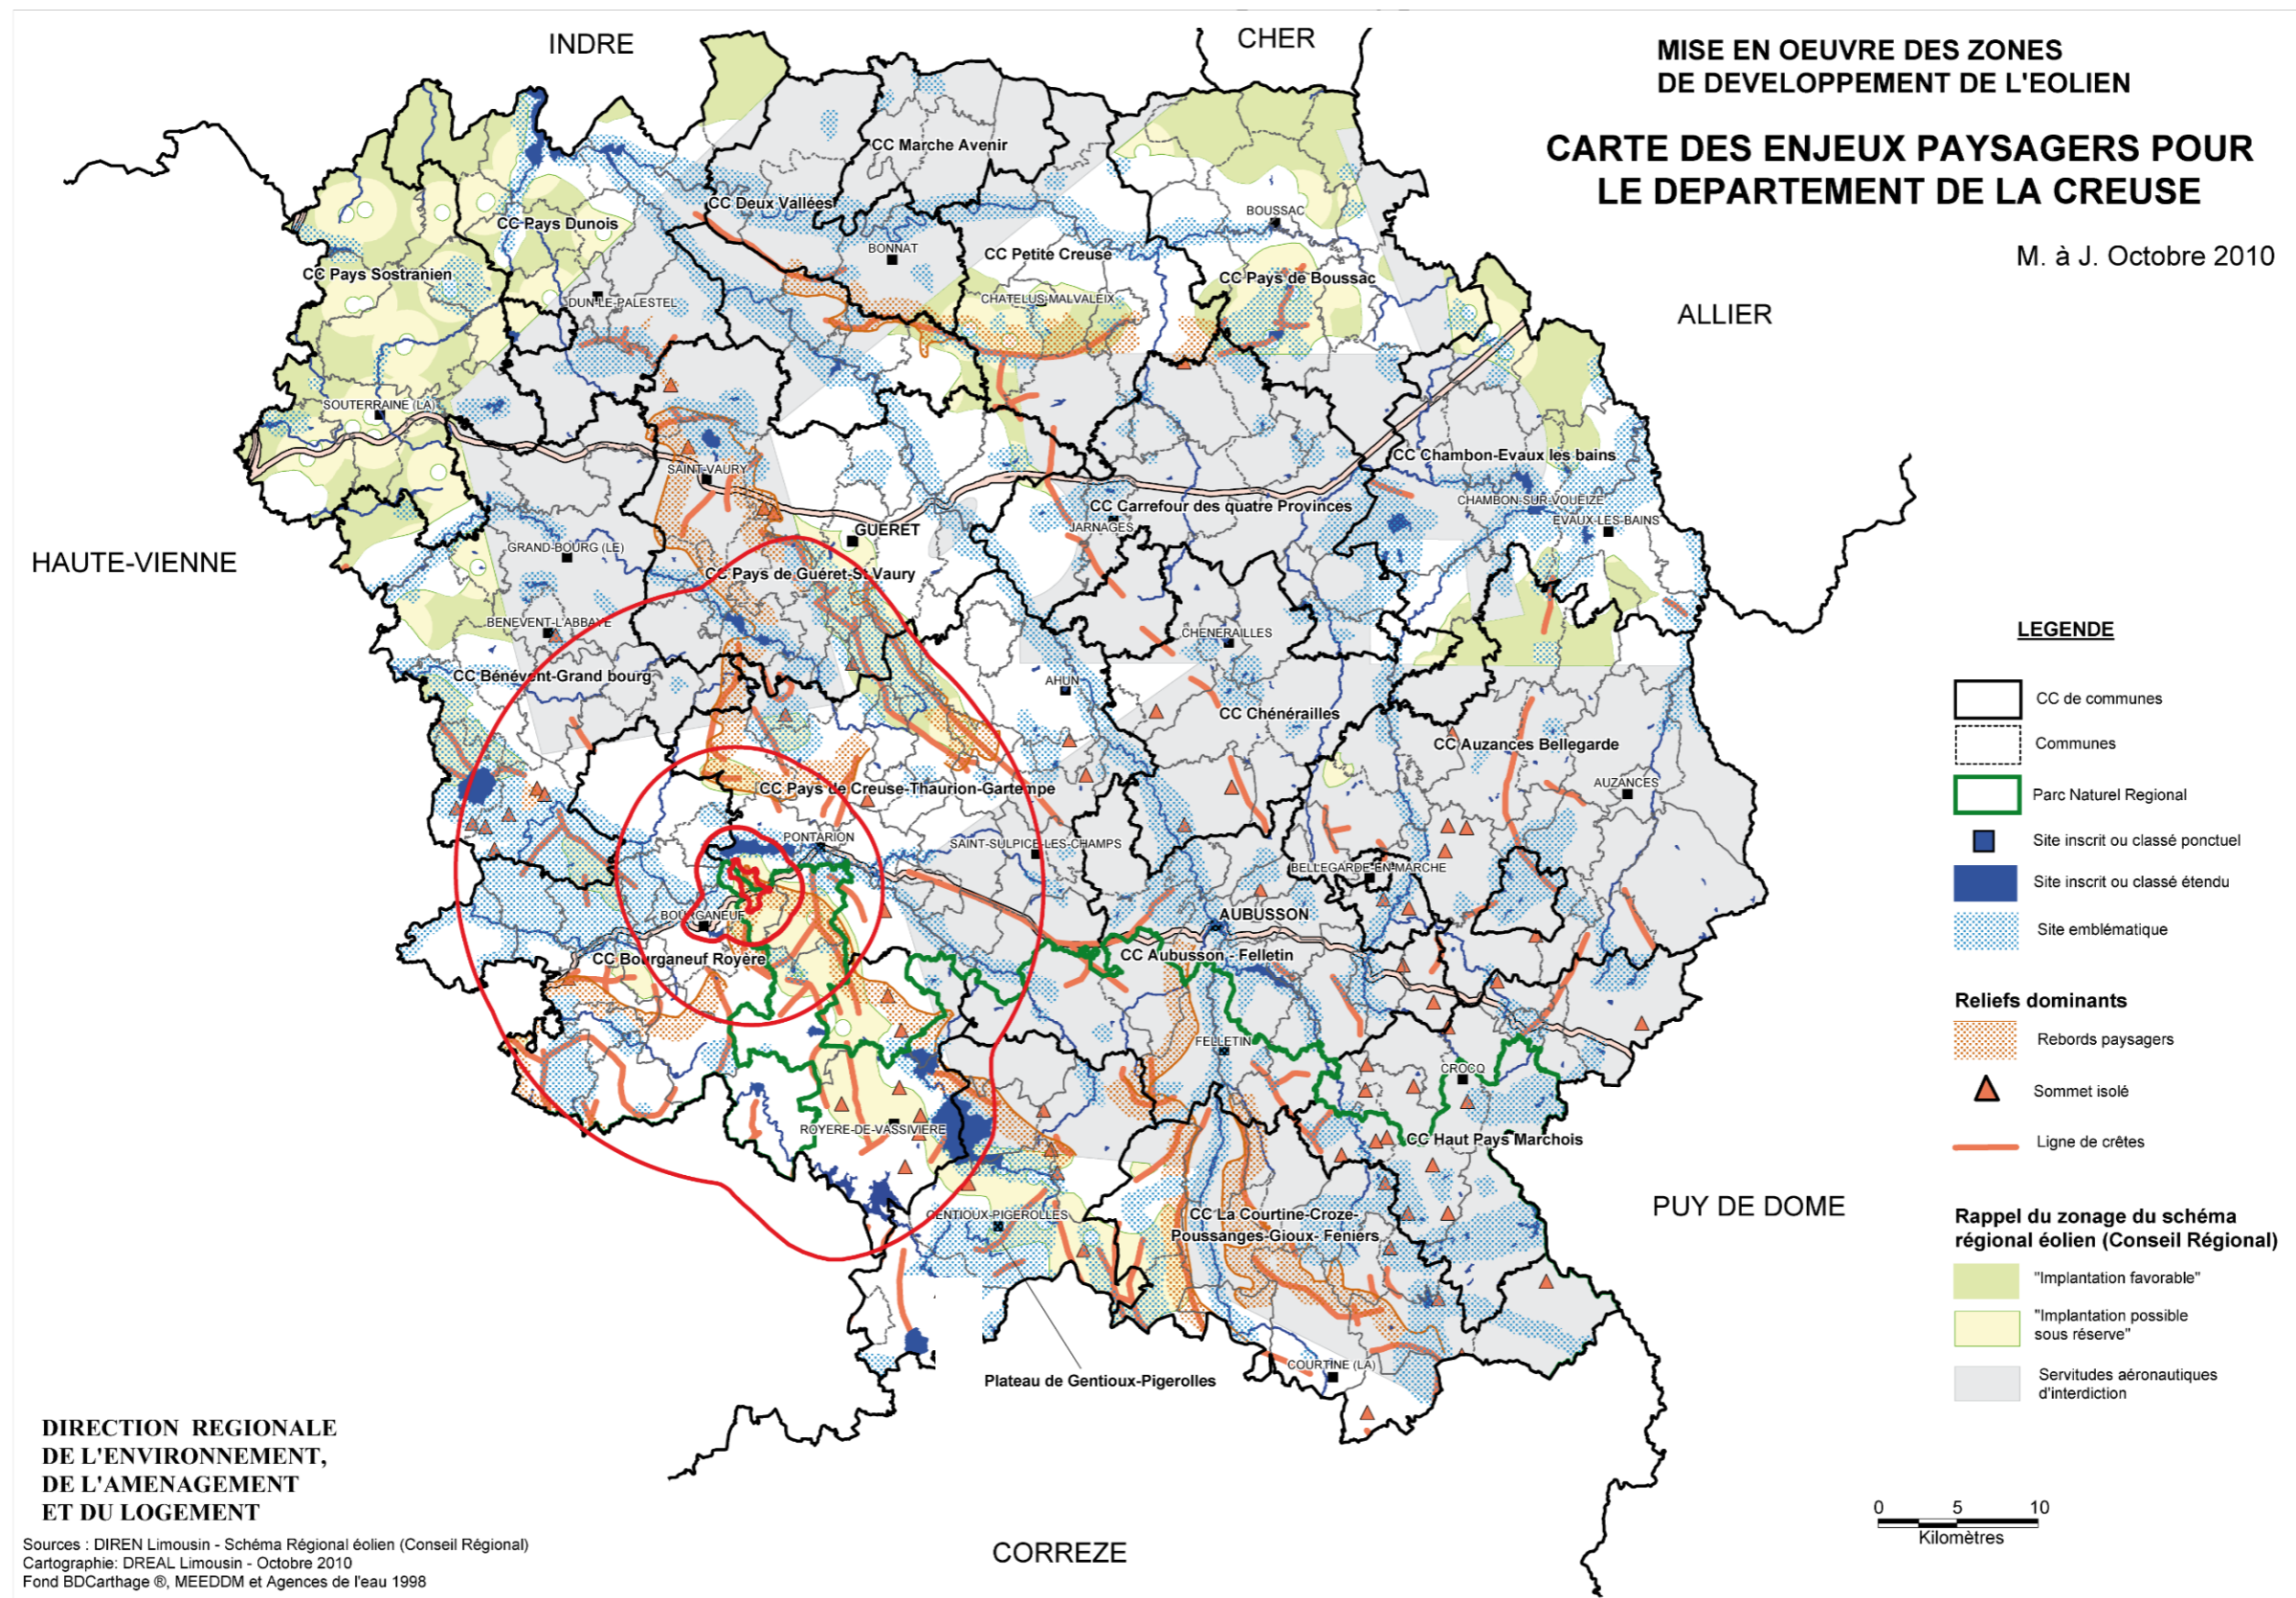 INDRE
CHER
MISE EN OEUVRE DES ZONES
DE DEVELOPPEMENT DE L'EOLIEN
CARTE DES ENJEUX PAYSAGERS POUR
LE DEPARTEMENT DE LA CREUSE
M. à J. Octobre 2010
ALLIER
HAUTE-VIENNE
PUY DE DOME
CORREZE
CC Marche Avenir
CC Deux Vallées
CC Pays Dunois
BOUSSAC
BONNAT
CC Petite Creuse
CC Pays Sostranien
CC Pays de Boussac
DUN-LE-PALESTEL
CHATELUS-MALVALEIX
SOUTERRAINE (LA)
CC Chambon-Evaux les bains
SAINT-VAURY
CHAMBON-SUR-VOUEIZE
CC Carrefour des quatre Provinces
EVAUX-LES-BAINS
JARNAGES
GUERET
GRAND-BOURG (LE)
CC Pays de Guéret-St Vaury
BENEVENT-L'ABBAYE
CHENERAILLES
CC Bénévent-Grand bourg
AHUN
CC Chénérailles
CC Auzances Bellegarde
AUZANCES
CC Pays de Creuse-Thaurion-Gartempe
PONTARION
SAINT-SULPICE-LES-CHAMPS
BELLEGARDE-EN-MARCHE
BOURGANEUF
AUBUSSON
CC Bourganeuf Royère
CC Aubusson - Felletin
FELLETIN
CROCQ
ROYERE-DE-VASSIVIERE
CC Haut Pays Marchois
GENTIOUX-PIGEROLLES
CC La Courtine-Croze-
Poussanges-Gioux- Feniers
COURTINE (LA)
Plateau de Gentioux-Pigerolles
LEGENDE
CC de communes
Communes
Parc Naturel Regional
Site inscrit ou classé ponctuel
Site inscrit ou classé étendu
Site emblématique
Reliefs dominants
Rebords paysagers
Sommet isolé
Ligne de crêtes
Rappel du zonage du schéma
régional éolien (Conseil Régional)
"Implantation favorable"
"Implantation possible
sous réserve"
Servitudes aéronautiques
d'interdiction
0 5 10
Kilomètres
DIRECTION REGIONALE
DE L'ENVIRONNEMENT,
DE L'AMENAGEMENT
ET DU LOGEMENT
Sources : DIREN Limousin - Schéma Régional éolien (Conseil Régional)
Cartographie: DREAL Limousin - Octobre 2010
Fond BDCarthage ®, MEEDDM et Agences de l'eau 1998